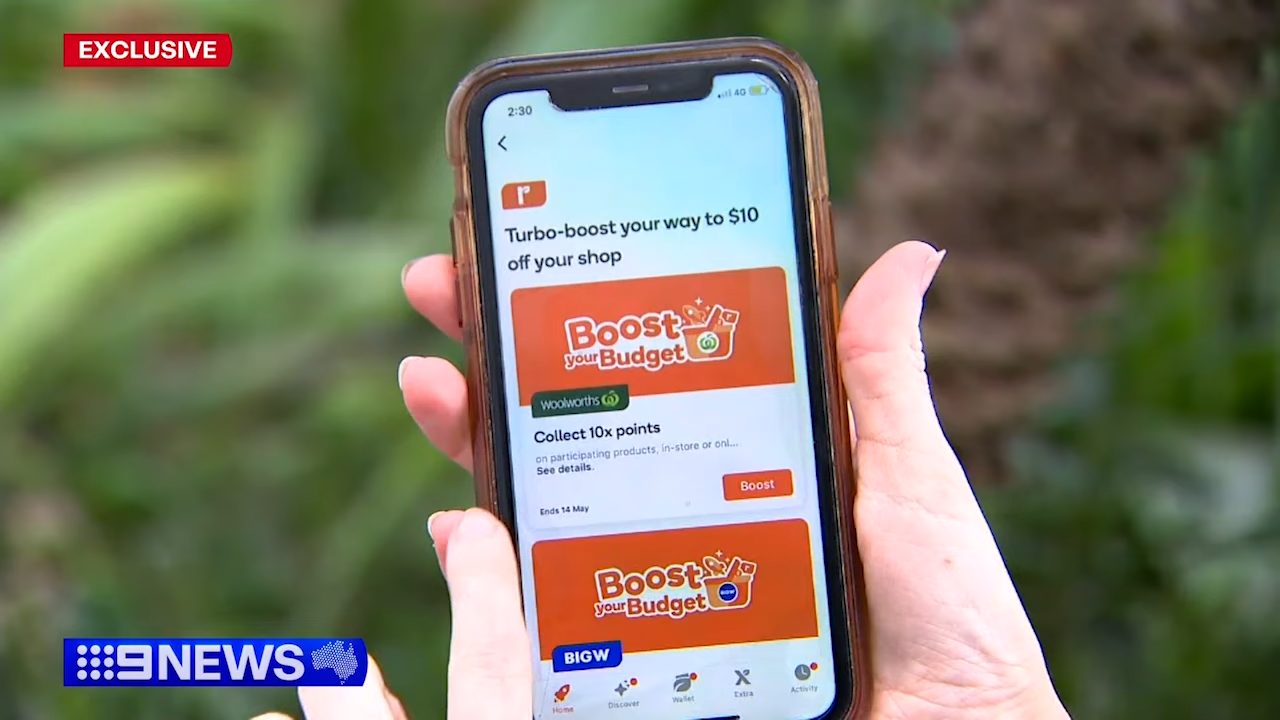 EXCLUSIVE
2:30
4G
r
Turbo-boost your way to $10
off your shop
Boost
your Budget
Woolworths
Collect 10x points
on participating products, in-store or onl...
See details.
Boost
Ends 14 May
Boost
your Budget
BIGW
BIGW
Home
Discover
Wallet
Extra
Activity
9NEWS